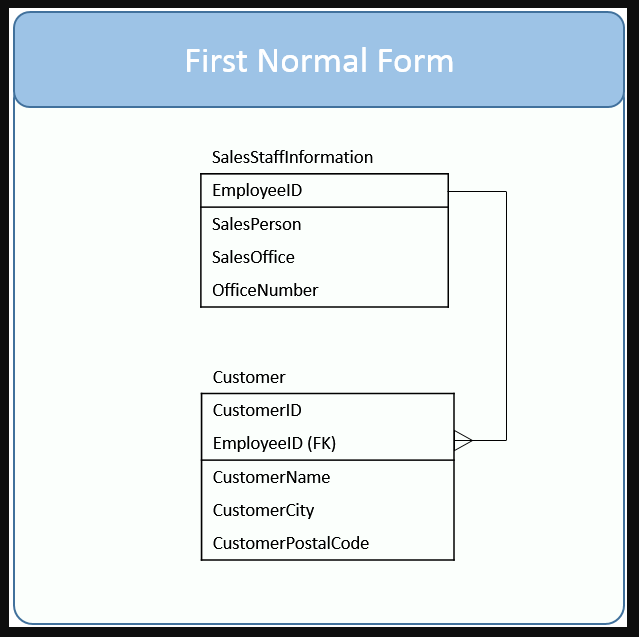 First Normal Form
SalesStaffInformation
EmployeeID
SalesPerson
SalesOffice
OfficeNumber
Customer
CustomerID
EmployeeID (FK)
CustomerName
CustomerCity
CustomerPostalCode